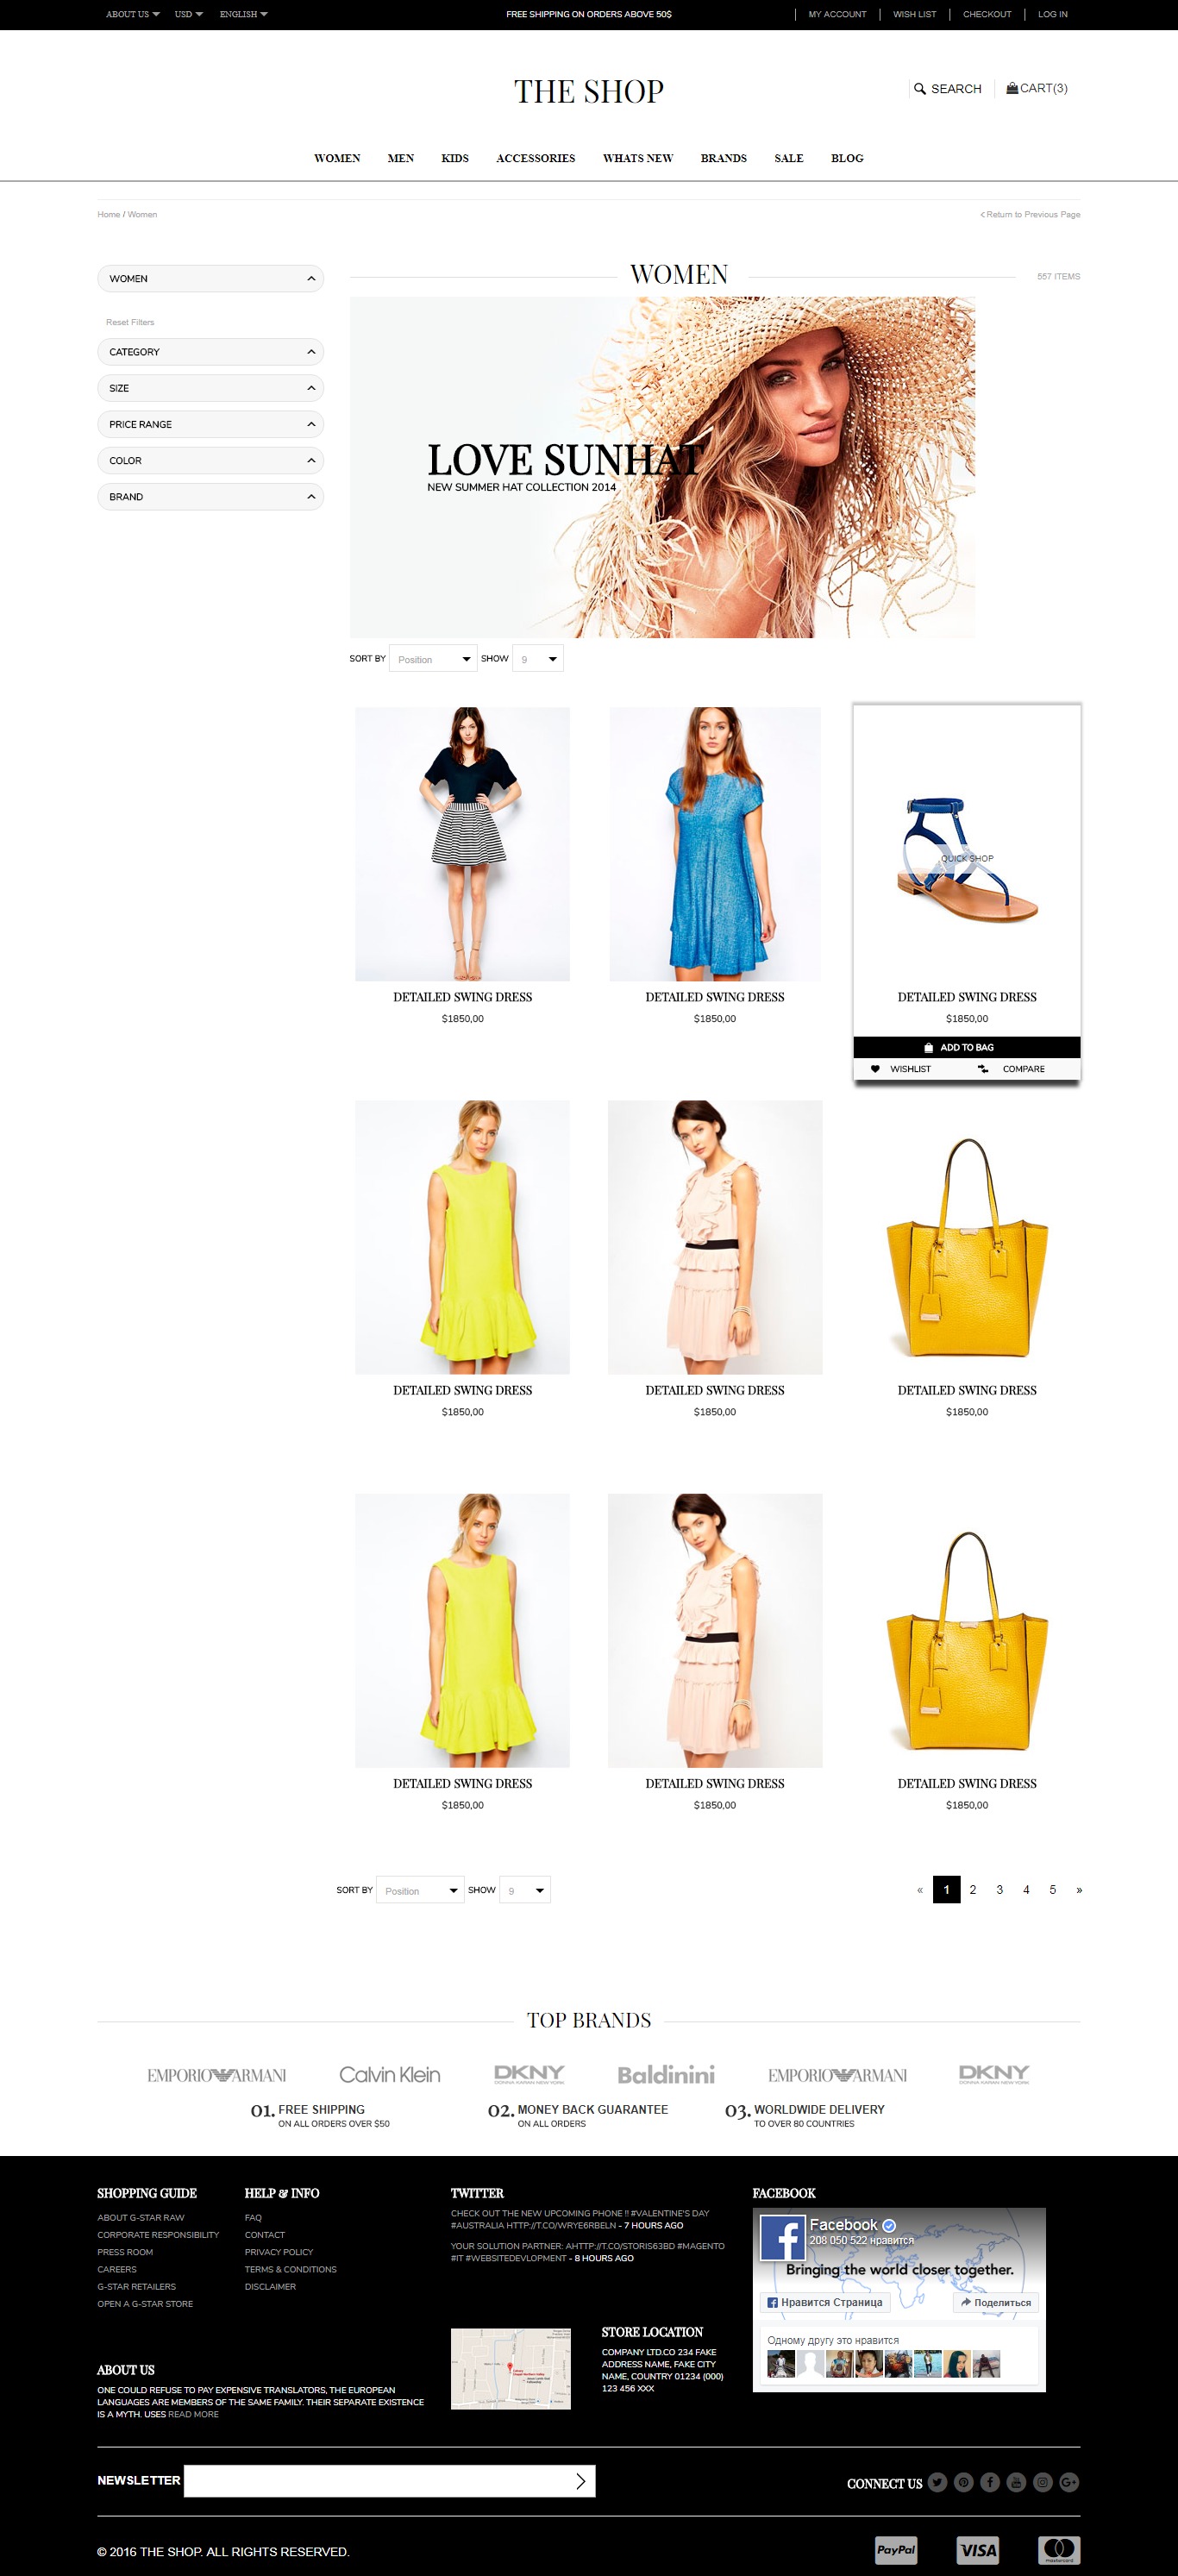 ABOUT US USD ENGLISH FREE SHIPPING ON ORDERS ABOVE 50$ MY ACCOUNT WISH LIST CHECKOUT LOG IN
THE SHOP
SEARCH CART(3)
WOMEN MEN KIDS ACCESSORIES WHATS NEW BRANDS SALE BLOG
Home / Women
Return to Previous Page
WOMEN
Reset Filters
CATEGORY
SIZE
PRICE RANGE
COLOR
BRAND
WOMEN
557 ITEMS
LOVE SUNHAT
NEW SUMMER HAT COLLECTION 2014
SORT BY Position SHOW 9
QUICK SHOP
DETAILED SWING DRESS DETAILED SWING DRESS DETAILED SWING DRESS
$1850,00 $1850,00 $1850,00
ADD TO BAG
WISHLIST COMPARE
DETAILED SWING DRESS DETAILED SWING DRESS DETAILED SWING DRESS
$1850,00 $1850,00 $1850,00
DETAILED SWING DRESS DETAILED SWING DRESS DETAILED SWING DRESS
$1850,00 $1850,00 $1850,00
SORT BY Position SHOW 9
« 1 2 3 4 5 »
TOP BRANDS
EMPORIO ARMANI Calvin Klein DKNY Baldinini EMPORIO ARMANI DKNY
DONNA KARAN NEW YORK DONNA KARAN NEW YORK
01. FREE SHIPPING
ON ALL ORDERS OVER $50
02. MONEY BACK GUARANTEE
ON ALL ORDERS
03. WORLDWIDE DELIVERY
TO OVER 80 COUNTRIES
SHOPPING GUIDE
ABOUT G-STAR RAW
CORPORATE RESPONSIBILITY
PRESS ROOM
CAREERS
G-STAR RETAILERS
OPEN A G-STAR STORE
HELP & INFO
FAQ
CONTACT
PRIVACY POLICY
TERMS & CONDITIONS
DISCLAIMER
ABOUT US
ONE COULD REFUSE TO PAY EXPENSIVE TRANSLATORS, THE EUROPEAN
LANGUAGES ARE MEMBERS OF THE SAME FAMILY. THEIR SEPARATE EXISTENCE
IS A MYTH. USES READ MORE
TWITTER
CHECK OUT THE NEW UPCOMING PHONE !! #VALENTINE'S DAY
#AUSTRALIA HTTP://T.CO/WRYE6RBELN - 7 HOURS AGO
YOUR SOLUTION PARTNER: AHTTP://T.CO/STORIS63BD #MAGENTO
#IT #WEBSITEDEVLOPMENT - 8 HOURS AGO
STORE LOCATION
COMPANY LTD.CO 234 FAKE
ADDRESS NAME, FAKE CITY
NAME, COUNTRY 01234 (000)
123 456 XXX
FACEBOOK
Facebook
208 050 522 нравится
Bringing the world closer together.
Нравится Страница Поделиться
Одному другу это нравится
NEWSLETTER
CONNECT US
© 2016 THE SHOP. ALL RIGHTS RESERVED.
PayPal VISA mastercard